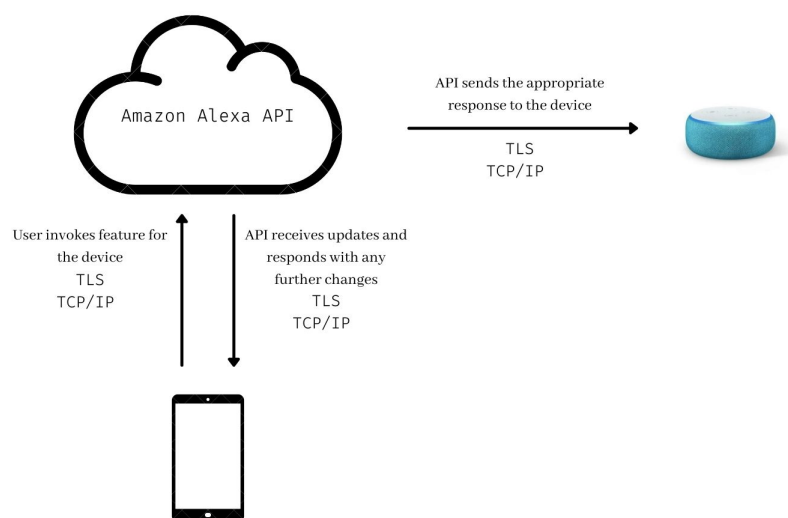 Amazon Alexa API
API sends the appropriate
response to the device
TLS
TCP/IP
User invokes feature for
the device
TLS
TCP/IP
API receives updates and
responds with any
further changes
TLS
TCP/IP